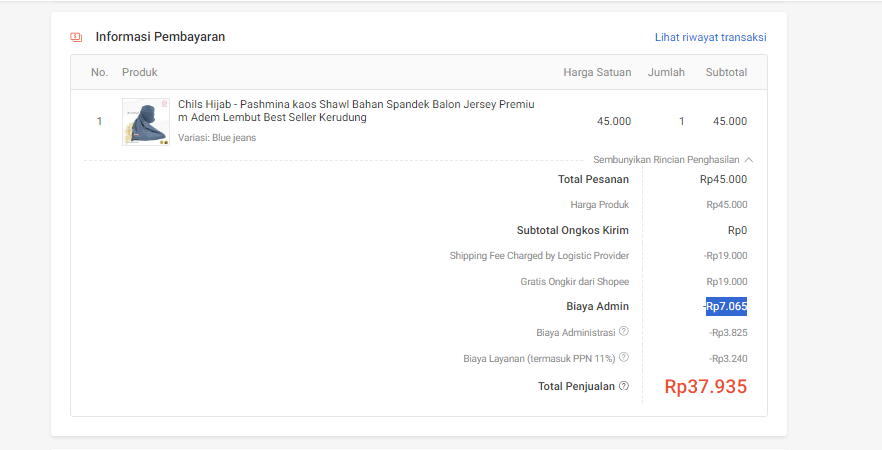 Informasi Pembayaran
Lihat riwayat transaksi
No. Produk Harga Satuan Jumlah Subtotal
1 Chils Hijab - Pashmina kaos Shawl Bahan Spandek Balon Jersey Premiu
m Adem Lembut Best Seller Kerudung 45.000 1 45.000
Variasi: Blue jeans
Sembunyikan Rincian Penghasilan
Total Pesanan Rp45.000
Harga Produk Rp45.000
Subtotal Ongkos Kirim Rp0
Shipping Fee Charged by Logistic Provider -Rp19.000
Gratis Ongkir dari Shopee Rp19.000
Biaya Admin -Rp7.065
Biaya Administrasi -Rp3.825
Biaya Layanan (termasuk PPN 11%) -Rp3.240
Total Penjualan Rp37.935